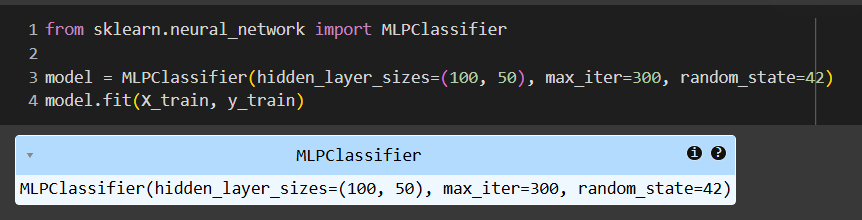 1 from sklearn.neural_network import MLPClassifier
2
3 model = MLPClassifier(hidden_layer_sizes=(100, 50), max_iter=300, random_state=42)
4 model.fit(X_train, y_train)
▾ MLPClassifier i ?
MLPClassifier(hidden_layer_sizes=(100, 50), max_iter=300, random_state=42)